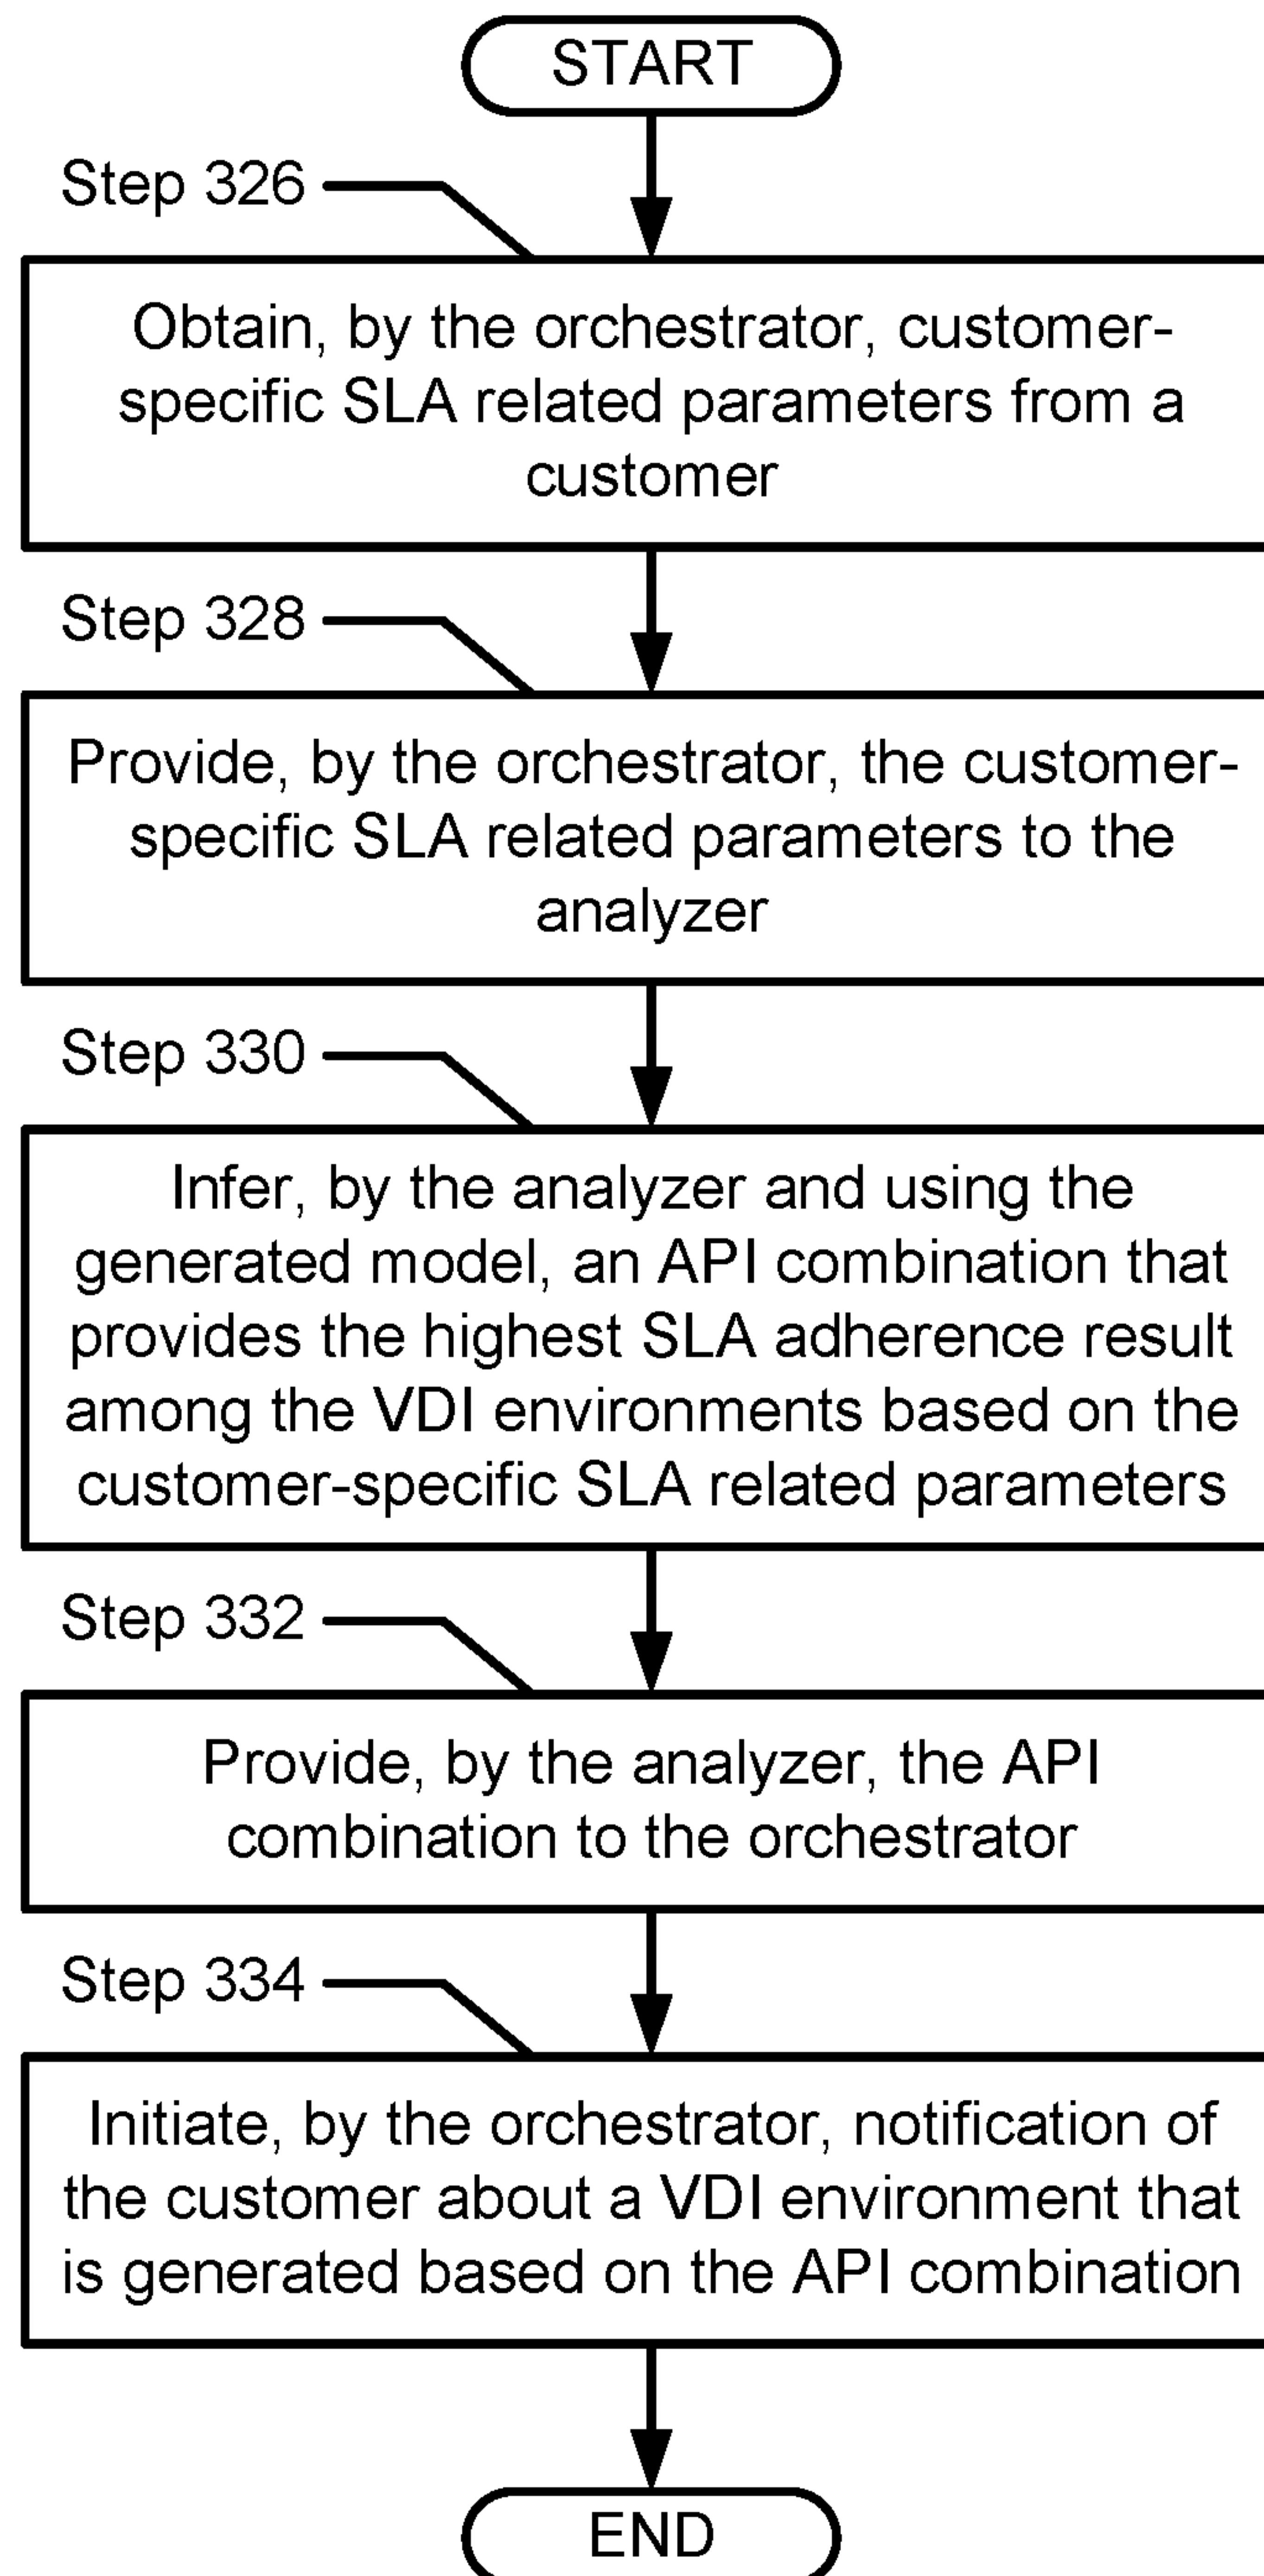 START
Step 326
Obtain, by the orchestrator, customer-
specific SLA related parameters from a
customer
Step 328
Provide, by the orchestrator, the customer-
specific SLA related parameters to the
analyzer
Step 330
Infer, by the analyzer and using the
generated model, an API combination that
provides the highest SLA adherence result
among the VDI environments based on the
customer-specific SLA related parameters
Step 332
Provide, by the analyzer, the API
combination to the orchestrator
Step 334
Initiate, by the orchestrator, notification of
the customer about a VDI environment that
is generated based on the API combination
END